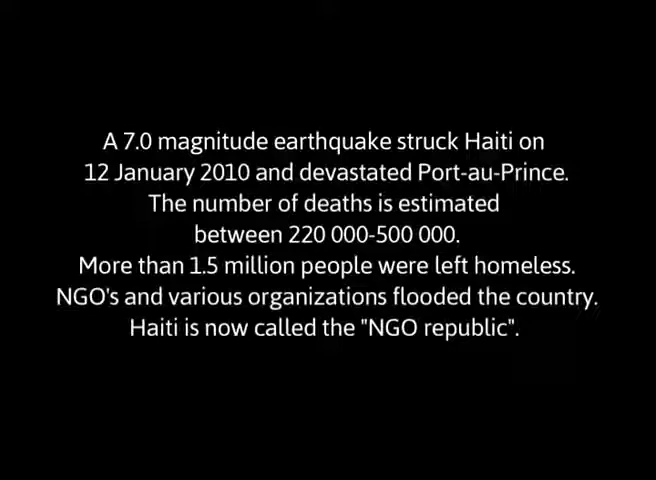 A 7.0 magnitude earthquake struck Haiti on
12 January 2010 and devastated Port-au-Prince.
The number of deaths is estimated
between 220 000-500 000.
More than 1.5 million people were left homeless.
NGO's and various organizations flooded the country.
Haiti is now called the "NGO republic".